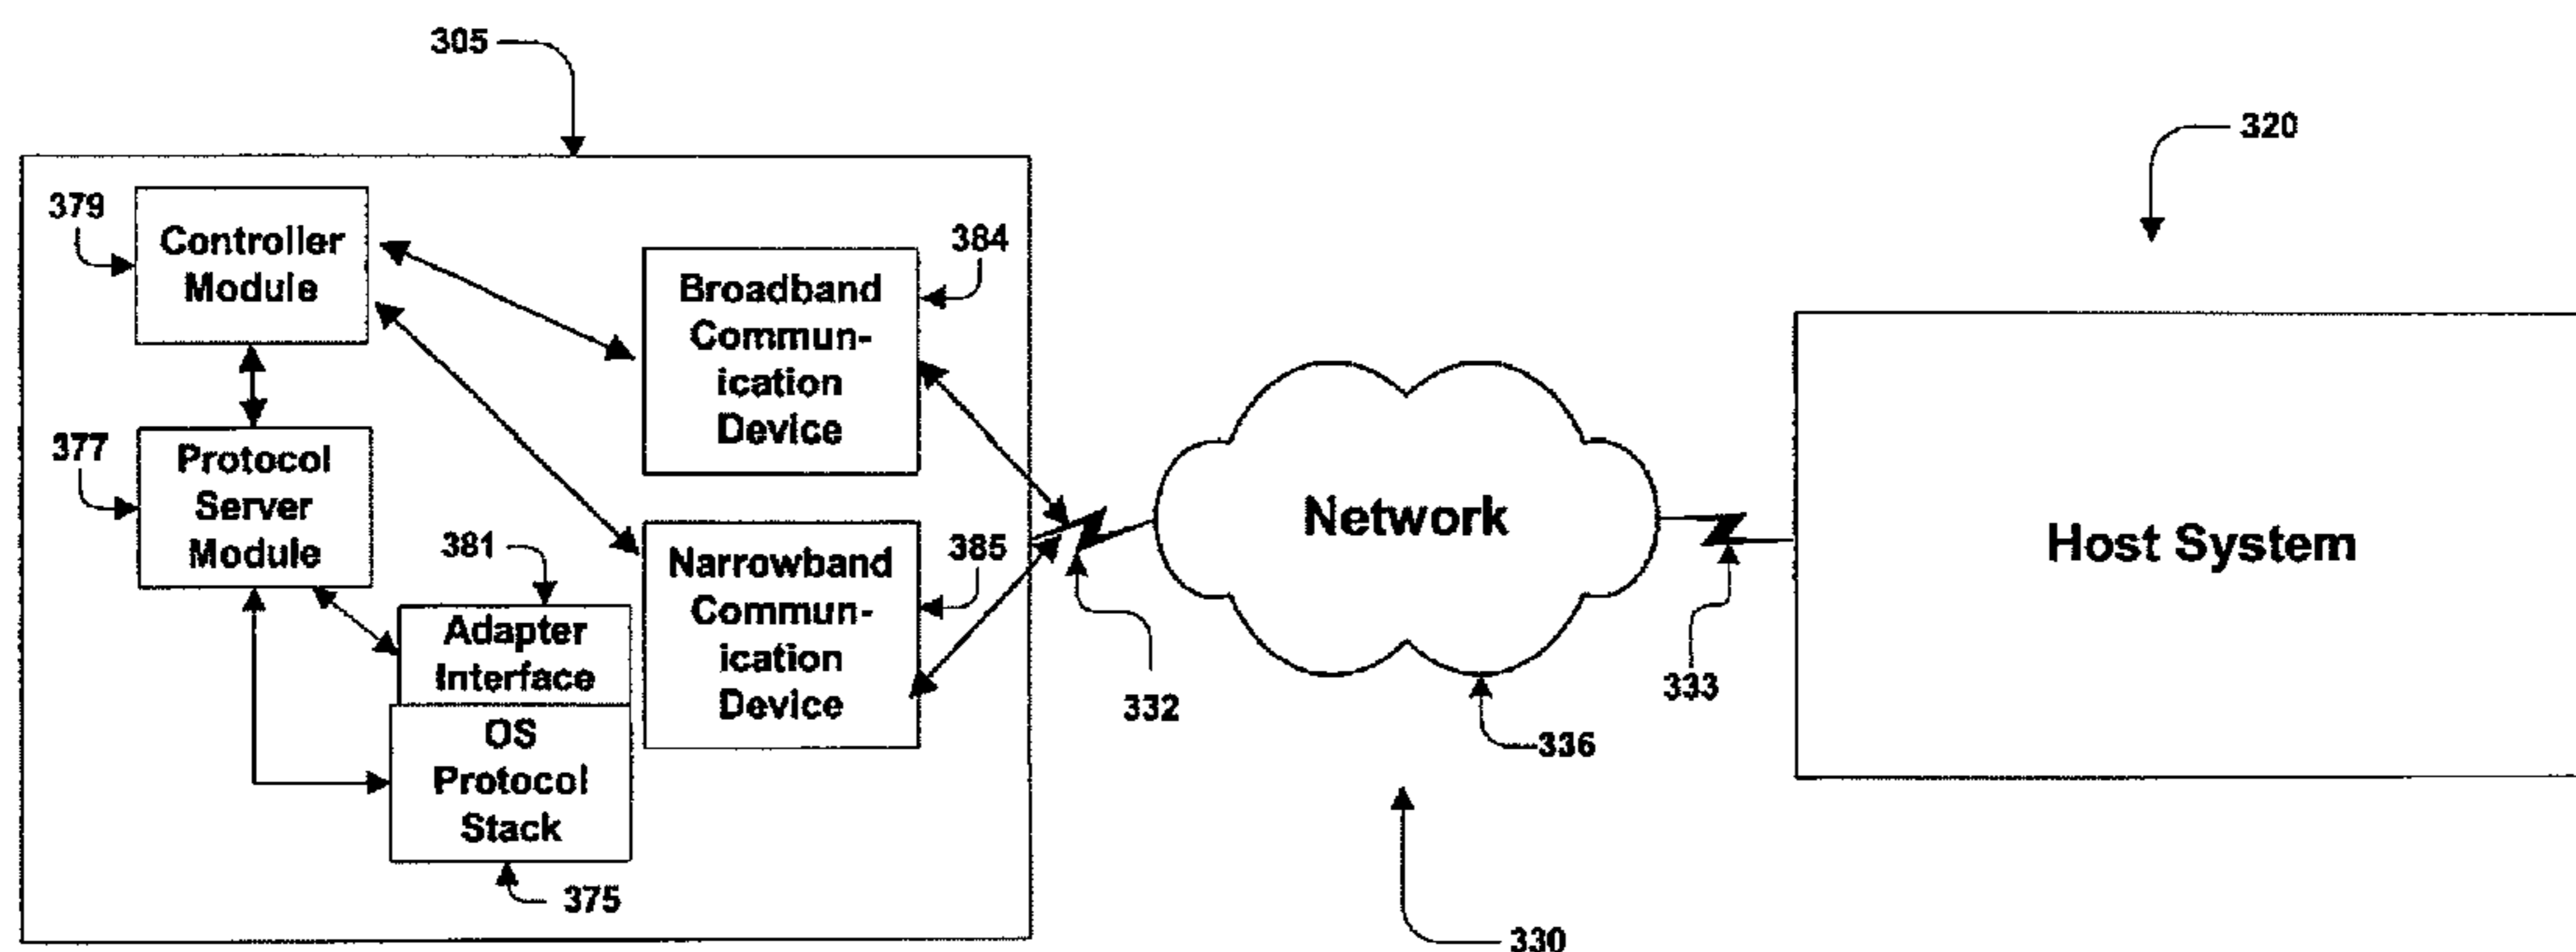 305
320
379
Controller
Module
384
Broadband
Commun-
ication
Device
377
Protocol
Server
Module
381
Adapter
Interface
OS
Protocol
Stack
375
385
Narrowband
Commun-
ication
Device
332
Network
336
330
333
Host System